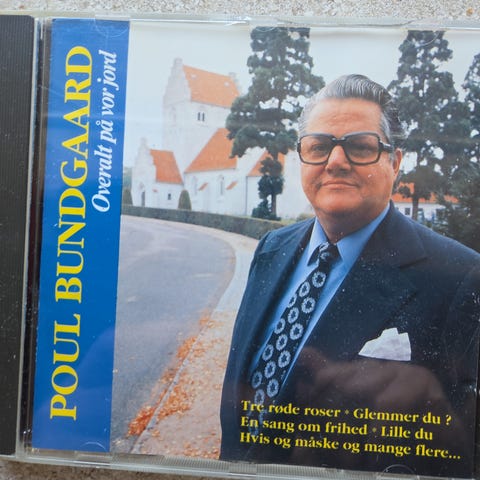 POUL BUNDGAARD
Overalt på vor jord
Tre røde roser * Glemmer du ?
En sang om frihed * Lille du
Hvis og måske og mange flere...